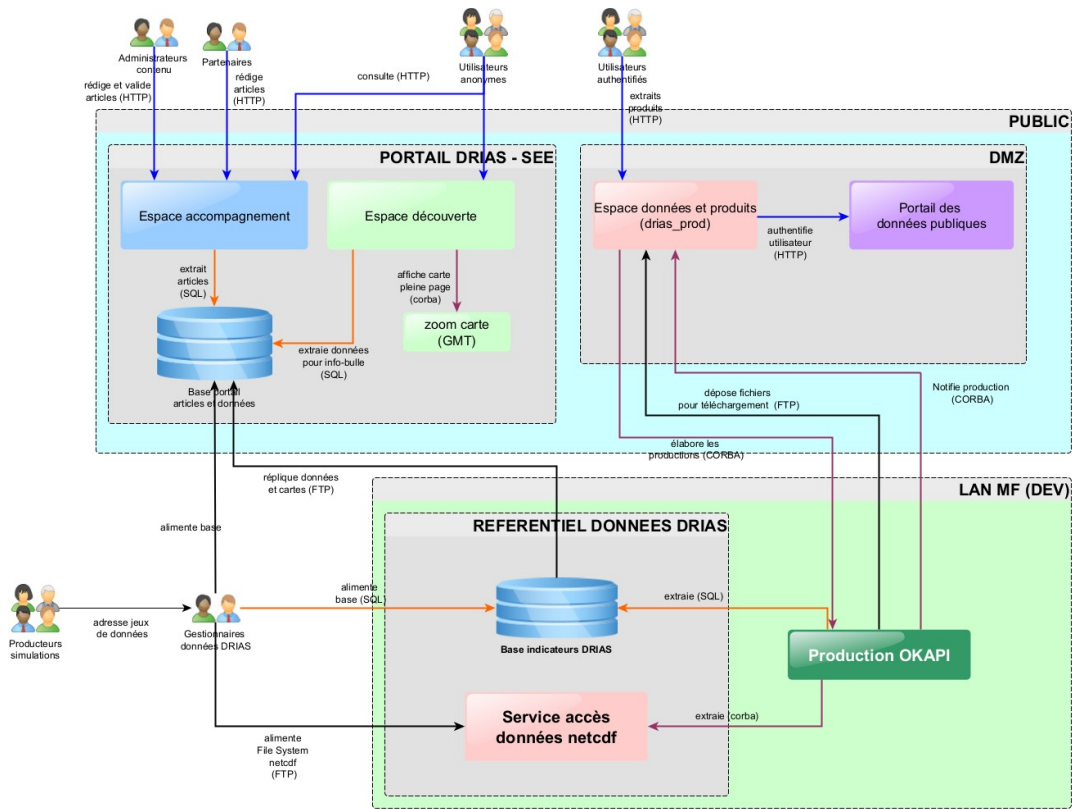 Administrateurs
contenu
Partenaires
Utilisateurs
anonymes
Utilisateurs
authentifiés
rédige et valide
articles (HTTP)
rédige
articles
(HTTP)
consulte (HTTP)
extraits
produits
(HTTP)
PUBLIC
PORTAIL DRIAS - SEE
DMZ
Espace accompagnement
Espace découverte
Espace données et produits
(drias_prod)
Portail des
données publiques
authentifie
utilisateur
(HTTP)
extrait
articles
(SQL)
affiche carte
pleine page
(corba)
zoom carte
(GMT)
extraie données
pour info-bulle
(SQL)
Base portail
articles et données
dépose fichiers
pour téléchargement (FTP)
Notifie production
(CORBA)
élabore les
productions (CORBA)
réplique données
et cartes (FTP)
LAN MF (DEV)
REFERENTIEL DONNEES DRIAS
alimente base
alimente
base (SQL)
extraie (SQL)
adresse jeux
de données
Producteurs
simulations
Gestionnaires
données DRIAS
Base indicateurs DRIAS
Production OKAPI
Service accès
données netcdf
extraie (corba)
alimente
File System
netcdf
(FTP)